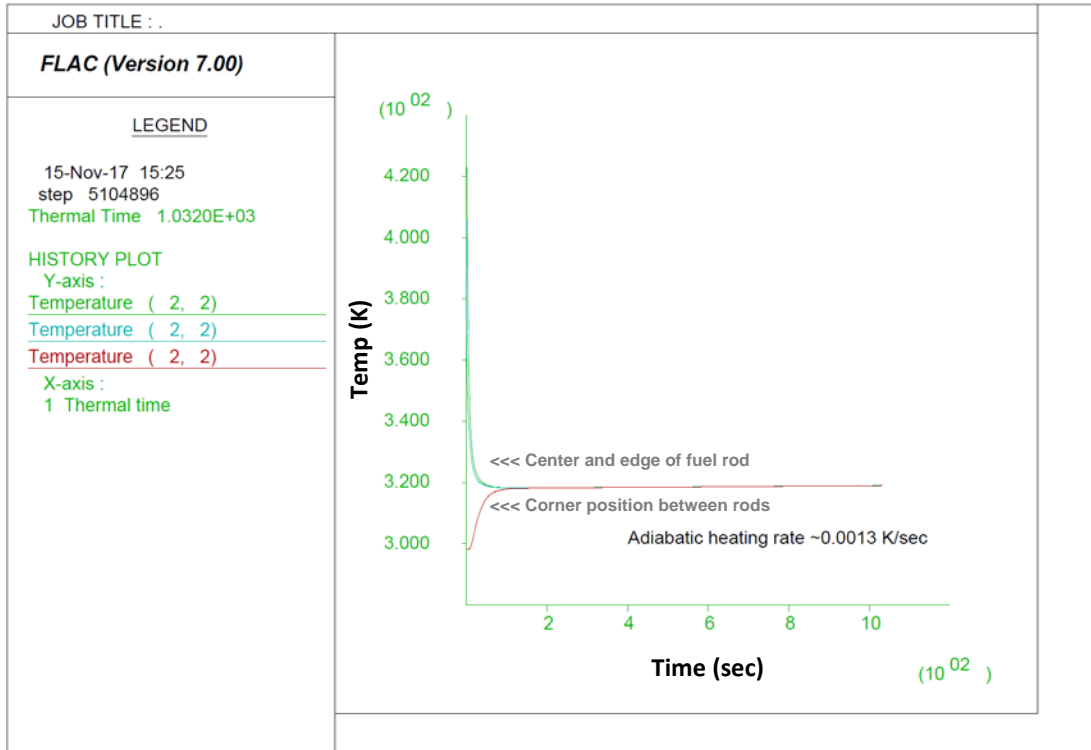 JOB TITLE : .
FLAC (Version 7.00)
LEGEND
15-Nov-17 15:25
step 5104896
Thermal Time 1.0320E+03
HISTORY PLOT
Y-axis :
Temperature ( 2, 2)
Temperature ( 2, 2)
Temperature ( 2, 2)
X-axis :
1 Thermal time
(10 02 )
4.200
4.000
3.800
3.600
3.400
3.200
3.000
Temp (K)
<<< Center and edge of fuel rod
<<< Corner position between rods
Adiabatic heating rate ~0.0013 K/sec
2 4 6 8 10
Time (sec)
(10 02 )